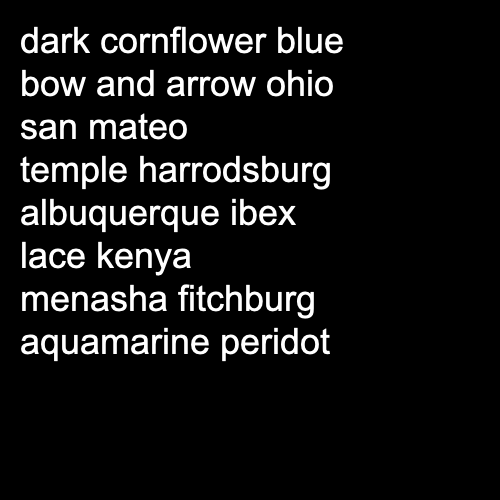 dark cornflower blue
bow and arrow ohio
san mateo
temple harrodsburg
albuquerque ibex
lace kenya
menasha fitchburg
aquamarine peridot